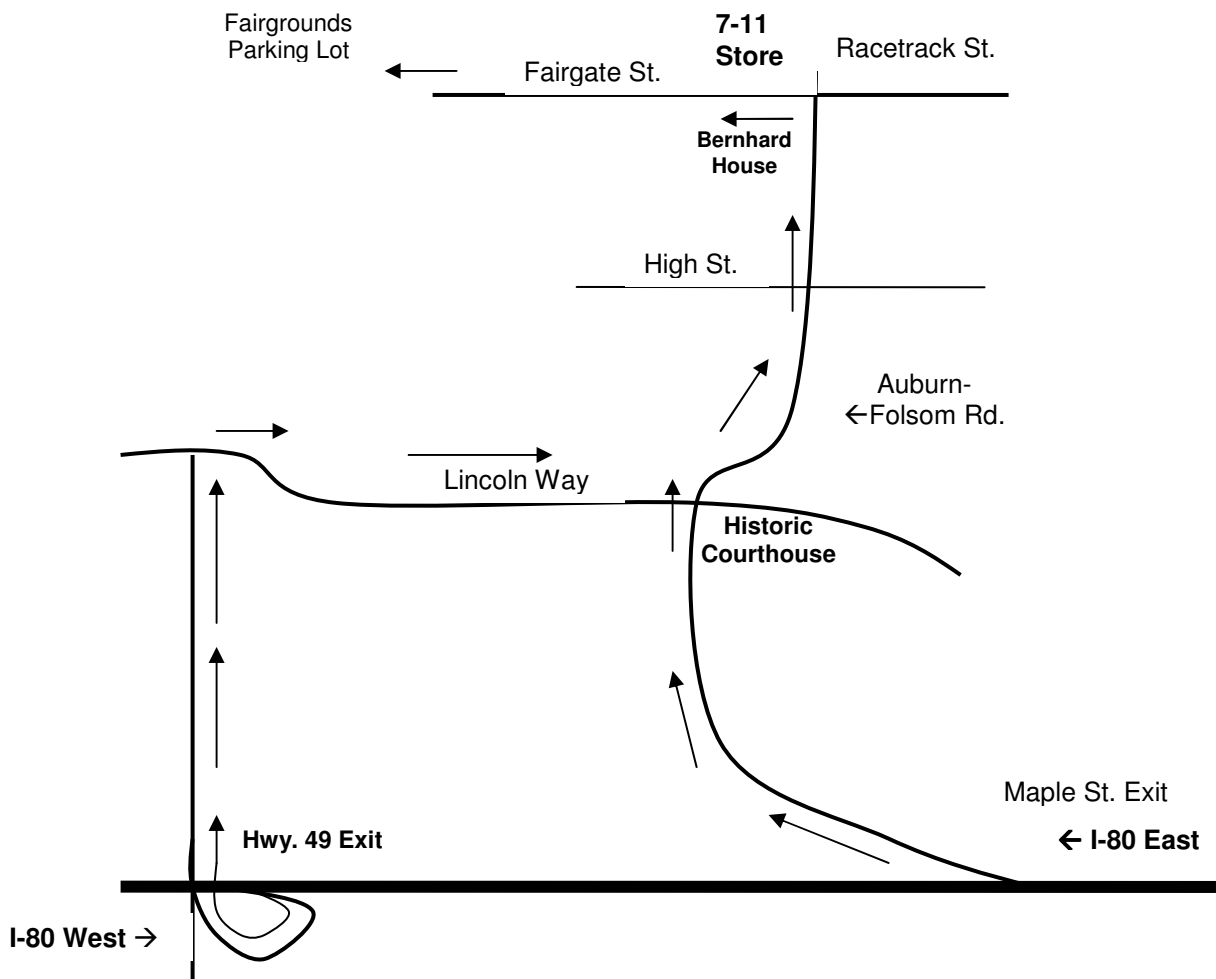 Fairgrounds
Parking Lot
7-11
Store
Racetrack St.
Fairgate St.
Bernhard
House
High St.
Auburn-
←Folsom Rd.
Lincoln Way
Historic
Courthouse
Maple St. Exit
Hwy. 49 Exit
← I-80 East
I-80 West →